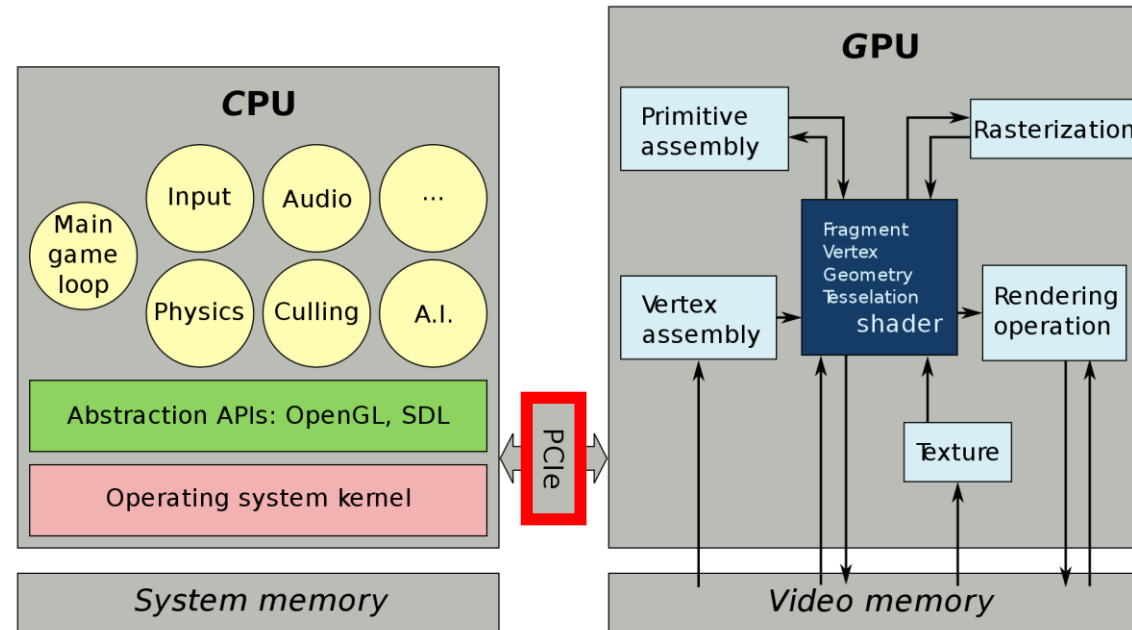 CPU
Input
Audio
...
Main
game
loop
Physics
Culling
A.I.
Abstraction APIs: OpenGL, SDL
Operating system kernel
System memory
PCIe
GPU
Primitive
assembly
Rasterization
Fragment
Vertex
Geometry
Tesselation
shader
Vertex
assembly
Rendering
operation
Texture
Video memory